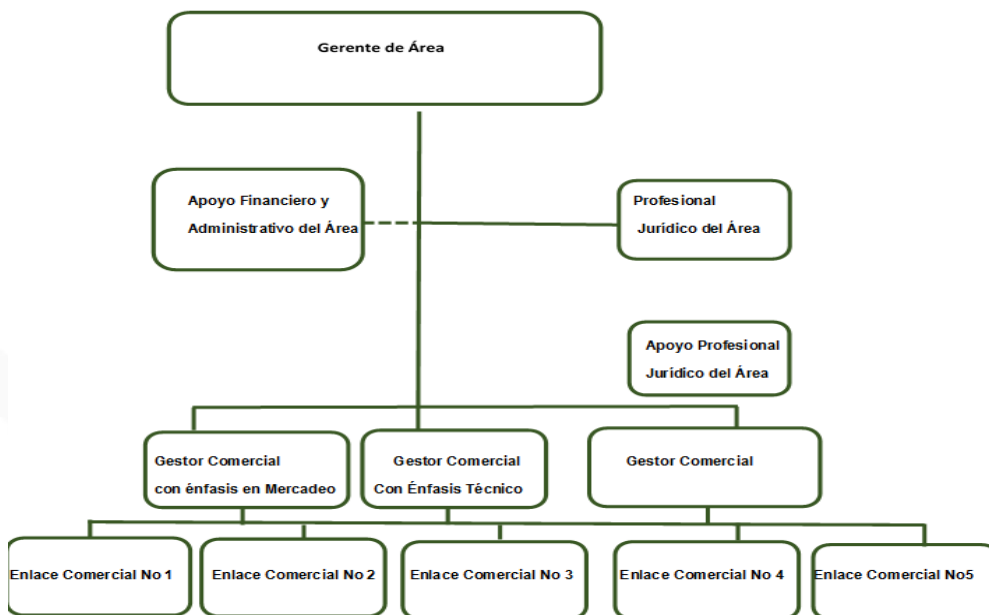 Gerente de Área
Apoyo Financiero y
Administrativo del Área
Profesional
Jurídico del Área
Apoyo Profesional
Jurídico del Área
Gestor Comercial
con énfasis en Mercadeo
Gestor Comercial
Con Énfasis Técnico
Gestor Comercial
Enlace Comercial No 1
Enlace Comercial No 2
Enlace Comercial No 3
Enlace Comercial No 4
Enlace Comercial No5